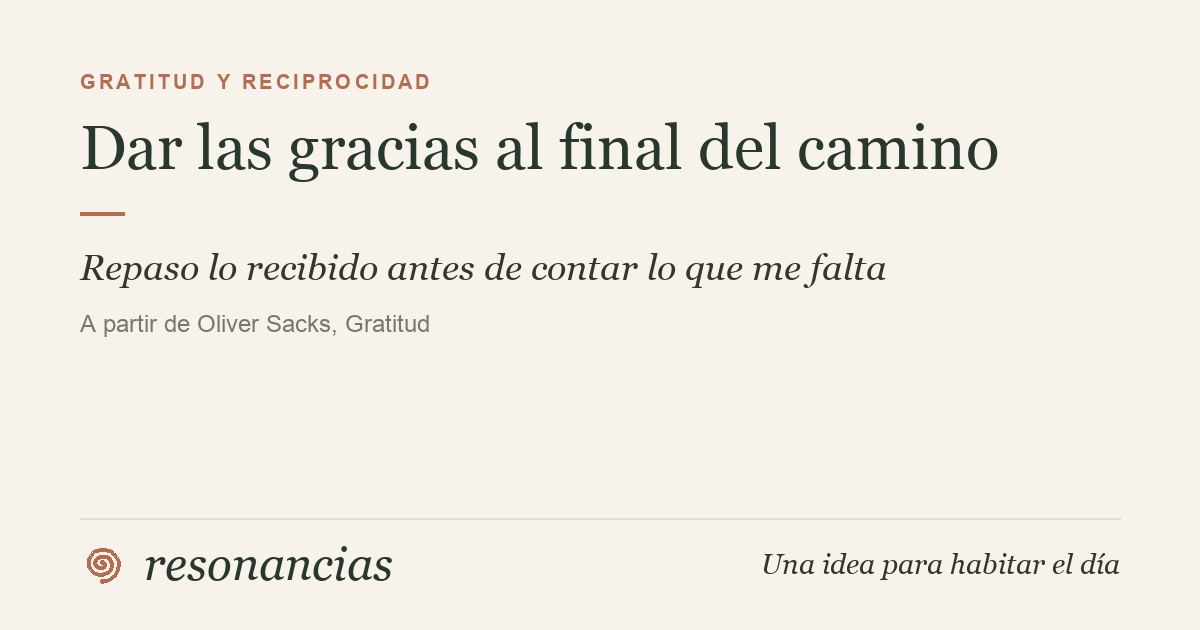 GRATITUD Y RECIPROCIDAD
Dar las gracias al final del camino
Repaso lo recibido antes de contar lo que me falta
A partir de Oliver Sacks, Gratitud
resonancias
Una idea para habitar el día